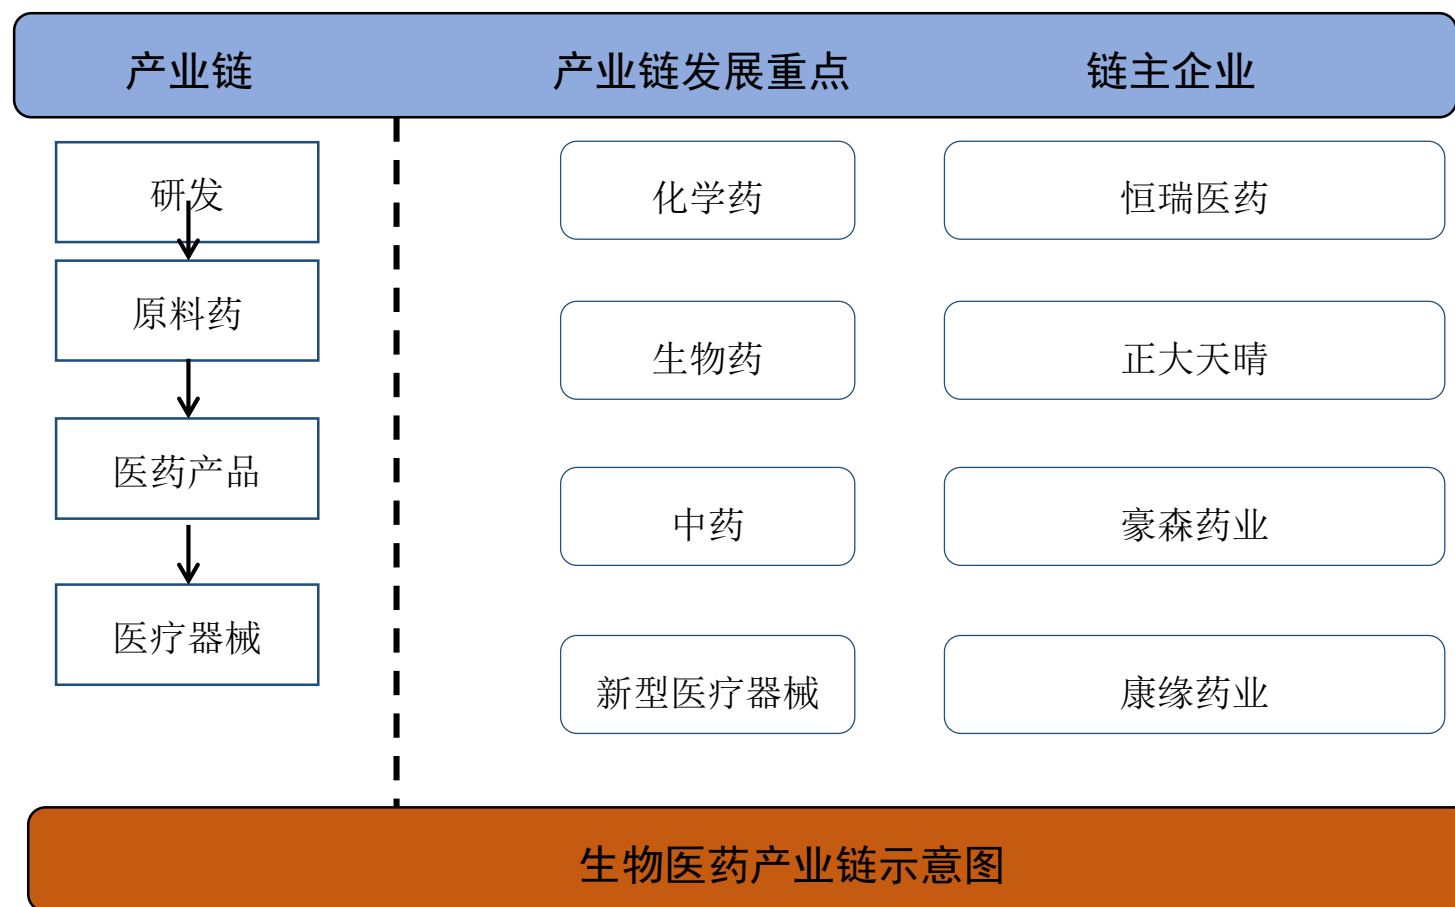 产业链 产业链发展重点 链主企业
研发 化学药 恒瑞医药
原料药 生物药 正大天晴
医药产品 中药 豪森药业
医疗器械 新型医疗器械 康缘药业
生物医药产业链示意图